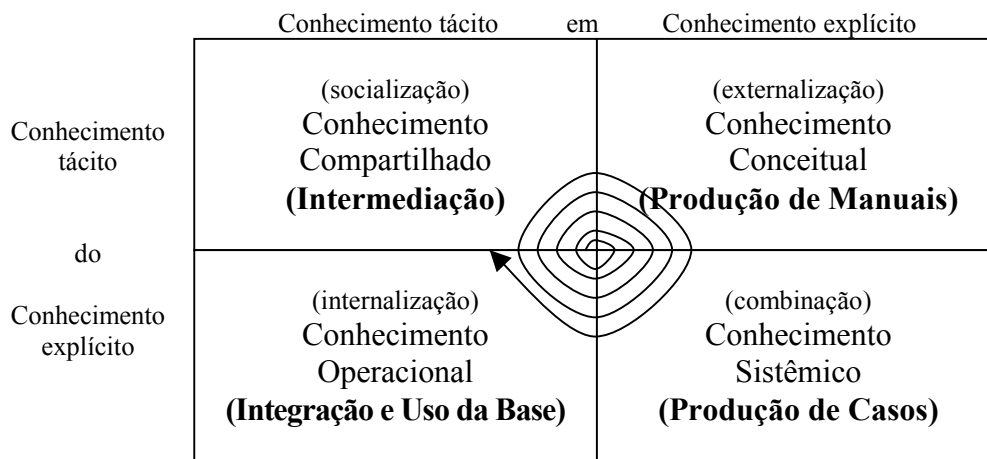 Conhecimento tácito em Conhecimento explícito
Conhecimento
tácito
(socialização)
Conhecimento
Compartilhado
(Intermediação)
(externalização)
Conhecimento
Conceitual
(Produção de Manuais)
do
Conhecimento
explícito
(internalização)
Conhecimento
Operacional
(Integração e Uso da Base)
(combinação)
Conhecimento
Sistêmico
(Produção de Casos)